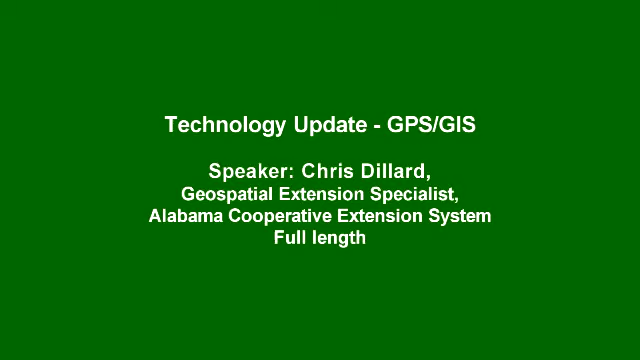 Technology Update - GPS/GIS
Speaker: Chris Dillard,
Geospatial Extension Specialist,
Alabama Cooperative Extension System
Full length